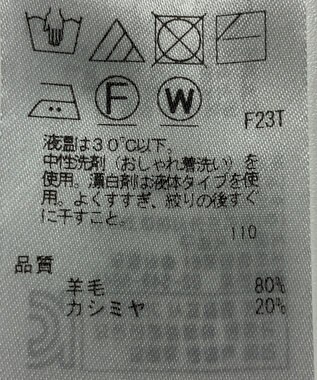 F W
F23T
液温は30℃以下。
中性洗剤（おしゃれ着洗い）を
使用。漂白剤は液体タイプを使
用。よくすすぎ、絞りの後すぐ
に干すこと。
110
品質
羊毛 80%
カシミヤ 20%